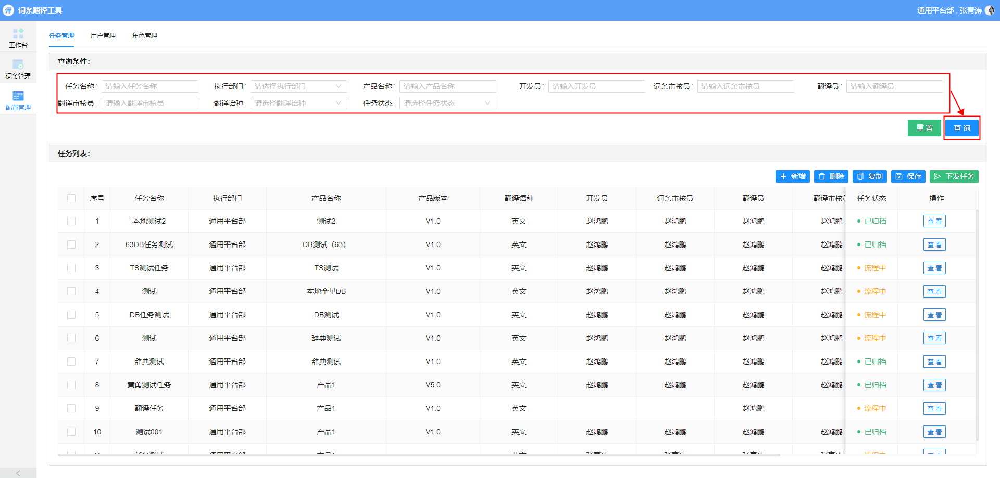 译 词条翻译工具 通用平台部 , 张青涛
工作台
词条管理
配置管理
任务管理 用户管理 角色管理
查询条件:
任务名称: 请输入任务名称 执行部门: 请选择执行部门 产品名称: 请输入产品名称 开发员: 请输入开发员 词条审核员: 请输入词条审核员 翻译员: 请输入翻译员
翻译审核员: 请输入翻译审核员 翻译语种: 请选择翻译语种 任务状态: 请选择任务状态
重置 查询
任务列表:
新增 删除 复制 保存 下发任务
序号 任务名称 执行部门 产品名称 产品版本 翻译语种 开发员 词条审核员 翻译员 翻译审核员 任务状态 操作
1 本地测试2 通用平台部 测试2 V1.0 英文 赵鸿鹏 赵鸿鹏 赵鸿鹏 赵鸿鹏 已归档 查看
2 63DB任务测试 通用平台部 DB测试（63） V1.0 英文 赵鸿鹏 赵鸿鹏 赵鸿鹏 赵鸿鹏 已归档 查看
3 TS测试任务 通用平台部 TS测试 V1.0 英文 赵鸿鹏 赵鸿鹏 赵鸿鹏 赵鸿鹏 流程中 查看
4 测试 通用平台部 本地全量DB V1.0 英文 赵鸿鹏 赵鸿鹏 赵鸿鹏 赵鸿鹏 流程中 查看
5 DB任务测试 通用平台部 DB测试 V1.0 英文 赵鸿鹏 赵鸿鹏 赵鸿鹏 赵鸿鹏 流程中 查看
6 测试 通用平台部 辞典测试 V1.0 英文 赵鸿鹏 赵鸿鹏 赵鸿鹏 赵鸿鹏 流程中 查看
7 辞典测试 通用平台部 辞典测试 V1.0 英文 赵鸿鹏 赵鸿鹏 赵鸿鹏 赵鸿鹏 已归档 查看
8 黄勇测试任务 通用平台部 产品1 V5.0 英文 赵鸿鹏 赵鸿鹏 赵鸿鹏 赵鸿鹏 已归档 查看
9 翻译任务 通用平台部 产品1 V1.0 英文 赵鸿鹏 流程中 查看
10 测试001 通用平台部 产品1 V1.0 英文 赵鸿鹏 赵鸿鹏 赵鸿鹏 赵鸿鹏 已归档 查看